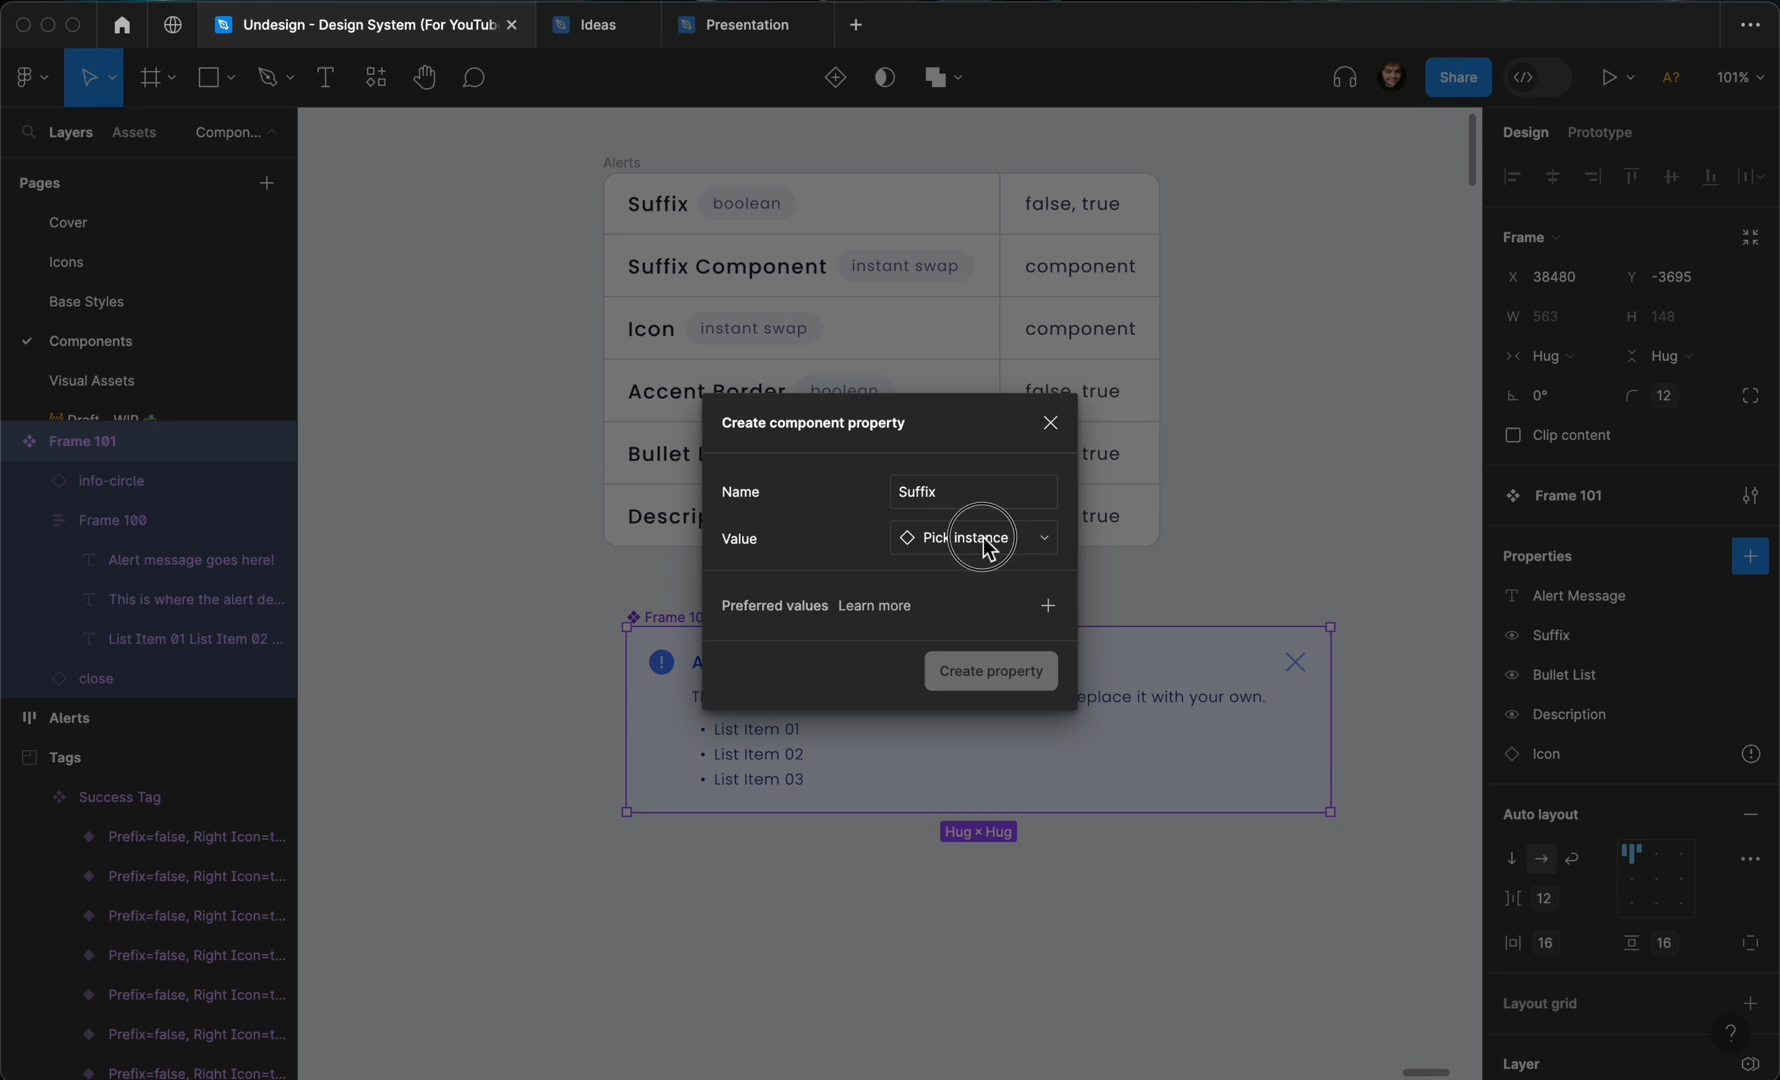 Undesign - Design System (For YouTub
Ideas
Presentation
Share
A?
101%
Layers
Assets
Compon...
Pages
Cover
Icons
Base Styles
Components
Visual Assets
Draft - WIP
Frame 101
info-circle
Frame 100
Alert message goes here!
This is where the alert de...
List Item 01 List Item 02 ...
close
Alerts
Tags
Success Tag
Prefix=false, Right Icon=t...
Prefix=false, Right Icon=t...
Prefix=false, Right Icon=t...
Prefix=false, Right Icon=t...
Prefix=false, Right Icon=t...
Prefix=false, Right Icon=t...
Prefix=false, Right Icon=t...
Alerts
Suffix boolean false, true
Suffix Component instant swap component
Icon instant swap component
Accent Border boolean false, true
Bullet L true
Descrip true
Create component property
Name Suffix
Value Pick instance
Preferred values Learn more
Create property
Frame 10
A
Tl eplace it with your own.
• List Item 01
• List Item 02
• List Item 03
Hug × Hug
Design
Prototype
Frame
X 38480 Y -3695
W 563 H 148
Hug Hug
0° 12
Clip content
Frame 101
Properties
Alert Message
Suffix
Bullet List
Description
Icon
Auto layout
12
16 16
Layout grid
?
Layer